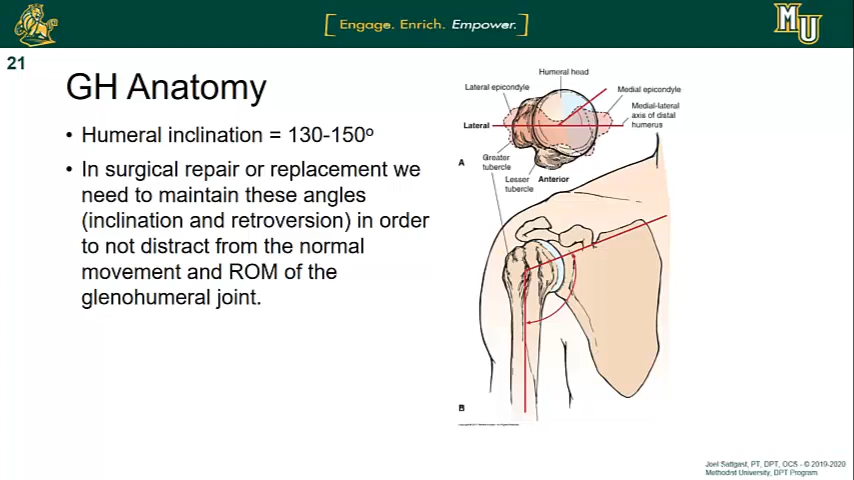 [ Engage. Enrich. Empower. ]
MU
21
GH Anatomy
• Humeral inclination = 130-150º
• In surgical repair or replacement we
need to maintain these angles
(inclination and retroversion) in order
to not distract from the normal
movement and ROM of the
glenohumeral joint.
Humeral head
Lateral epicondyle
Medial epicondyle
Medial-lateral
axis of distal
humerus
Lateral
A
Greater
tubercle
Lesser
tubercle
Anterior
B
Joel Sattgast, PT, DPT, OCS - © 2019-2020
Methodist University, DPT Program